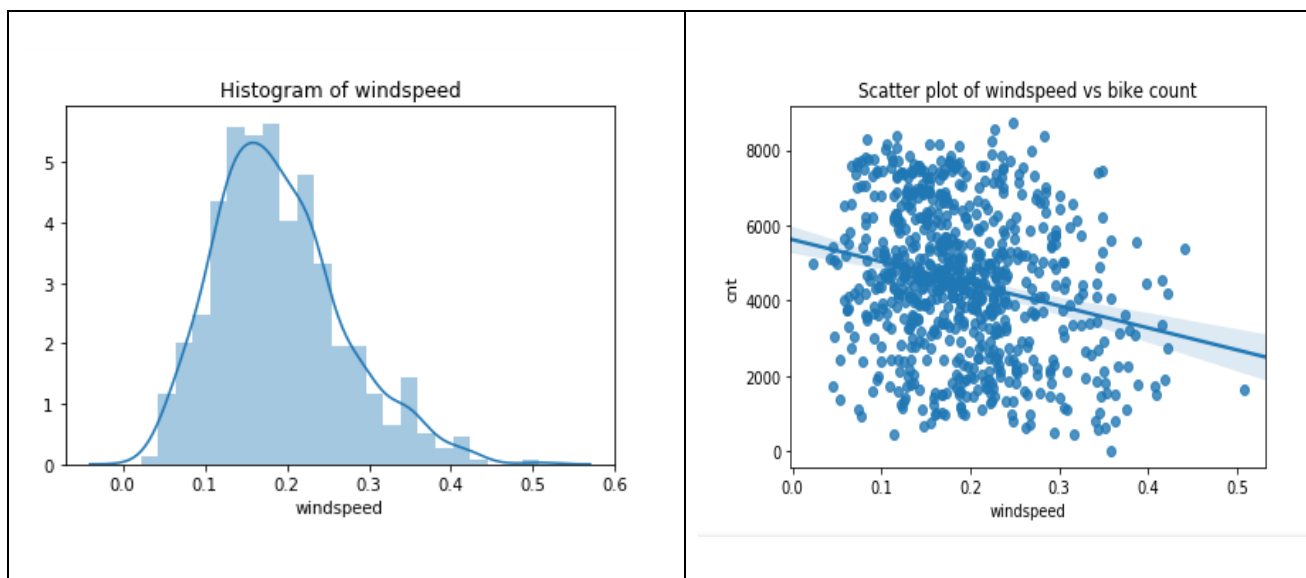 Histogram of windspeed
5
4
3
2
1
0
0.0 0.1 0.2 0.3 0.4 0.5 0.6
windspeed
Scatter plot of windspeed vs bike count
8000
6000
4000
2000
0
cnt
0.0 0.1 0.2 0.3 0.4 0.5
windspeed